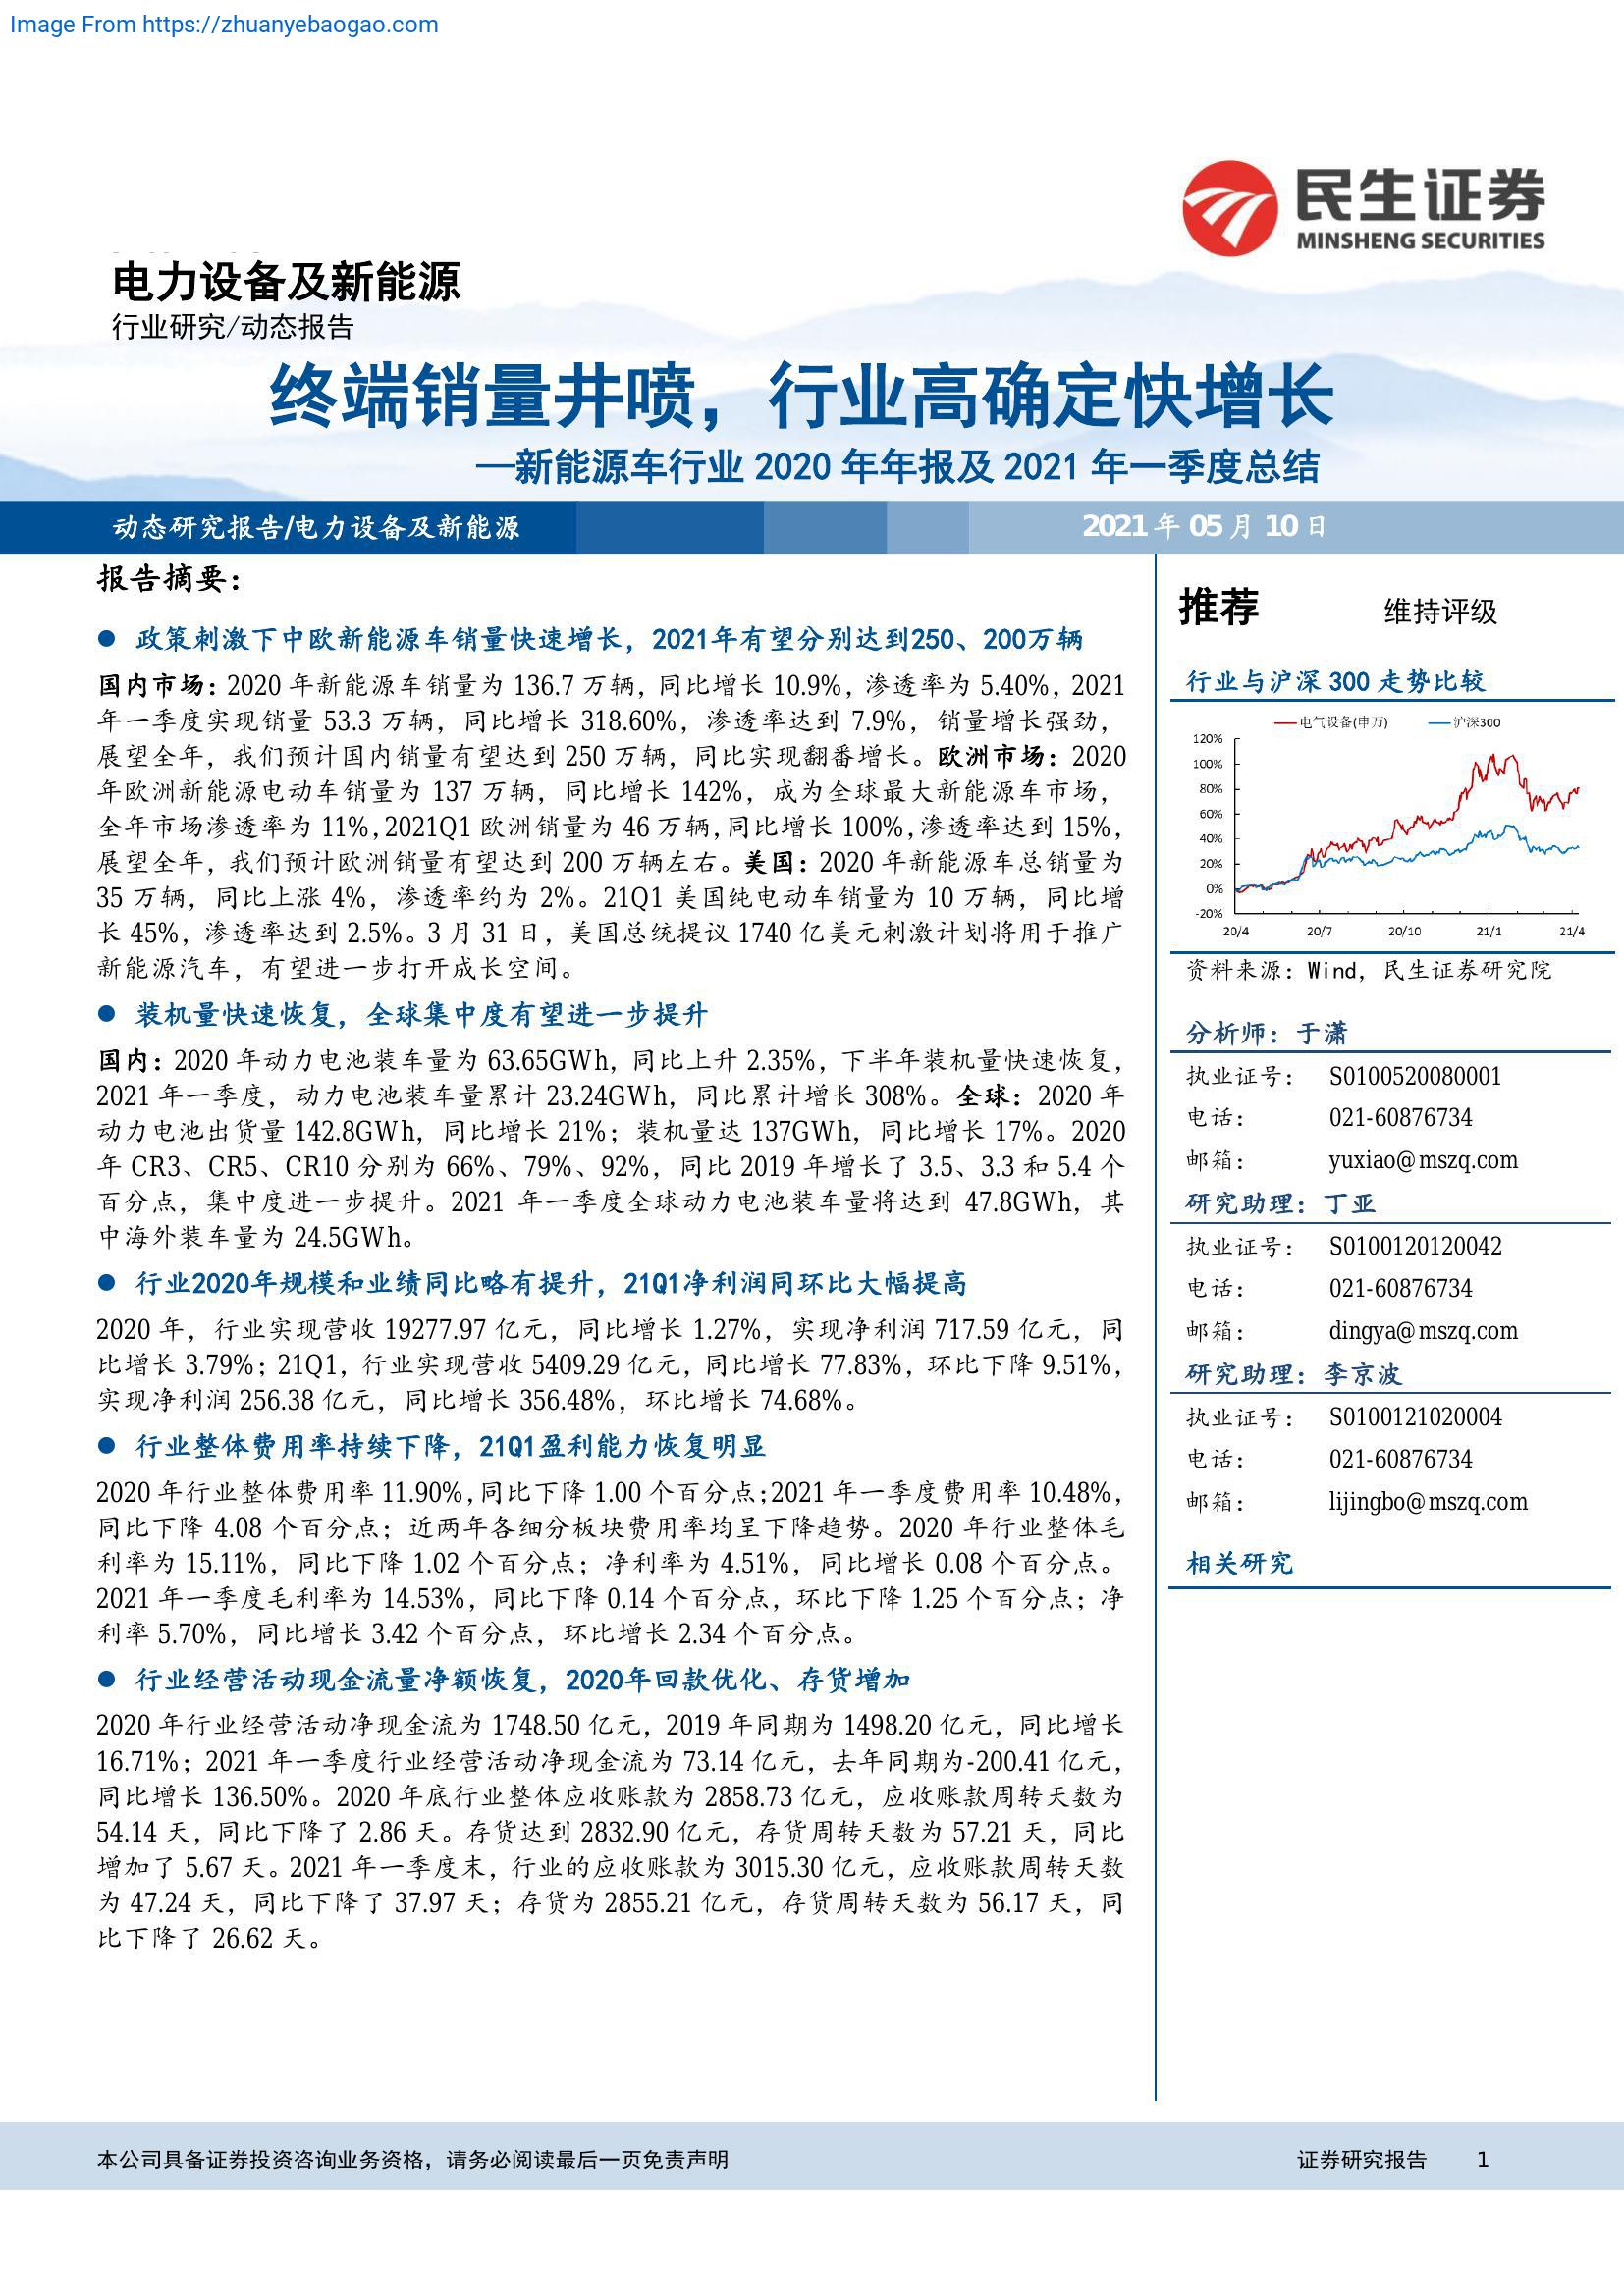 Image From https://zhuanyebaogao.com
民生证券
MINSHENG SECURITIES
电力设备及新能源
行业研究/动态报告
终端销量井喷，行业高确定快增长
—新能源车行业 2020 年年报及 2021 年一季度总结
动态研究报告/电力设备及新能源
2021 年 05 月 10 日
报告摘要：
● 政策刺激下中欧新能源车销量快速增长，2021年有望分别达到250、200万辆
国内市场：2020 年新能源车销量为 136.7 万辆，同比增长 10.9%，渗透率为 5.40%，2021
年一季度实现销量 53.3 万辆，同比增长 318.60%，渗透率达到 7.9%，销量增长强劲，
展望全年，我们预计国内销量有望达到 250 万辆，同比实现翻番增长。欧洲市场：2020
年欧洲新能源电动车销量为 137 万辆，同比增长 142%，成为全球最大新能源车市场，
全年市场渗透率为 11%，2021Q1 欧洲销量为 46 万辆，同比增长 100%，渗透率达到 15%，
展望全年，我们预计欧洲销量有望达到 200 万辆左右。美国：2020 年新能源车总销量为
35 万辆，同比上涨 4%，渗透率约为 2%。21Q1 美国纯电动车销量为 10 万辆，同比增
长 45%，渗透率达到 2.5%。3 月 31 日，美国总统提议 1740 亿美元刺激计划将用于推广
新能源汽车，有望进一步打开成长空间。
● 装机量快速恢复，全球集中度有望进一步提升
国内：2020 年动力电池装车量为 63.65GWh，同比上升 2.35%，下半年装机量快速恢复，
2021 年一季度，动力电池装车量累计 23.24GWh，同比累计增长 308%。全球：2020 年
动力电池出货量 142.8GWh，同比增长 21%；装机量达 137GWh，同比增长 17%。2020
年 CR3、CR5、CR10 分别为 66%、79%、92%，同比 2019 年增长了 3.5、3.3 和 5.4 个
百分点，集中度进一步提升。2021 年一季度全球动力电池装车量将达到 47.8GWh，其
中海外装车量为 24.5GWh。
● 行业2020年规模和业绩同比略有提升，21Q1净利润同环比大幅提高
2020 年，行业实现营收 19277.97 亿元，同比增长 1.27%，实现净利润 717.59 亿元，同
比增长 3.79%；21Q1，行业实现营收 5409.29 亿元，同比增长 77.83%，环比下降 9.51%，
实现净利润 256.38 亿元，同比增长 356.48%，环比增长 74.68%。
● 行业整体费用率持续下降，21Q1盈利能力恢复明显
2020 年行业整体费用率 11.90%，同比下降 1.00 个百分点；2021 年一季度费用率 10.48%，
同比下降 4.08 个百分点；近两年各细分板块费用率均呈下降趋势。2020 年行业整体毛
利率为 15.11%，同比下降 1.02 个百分点；净利率为 4.51%，同比增长 0.08 个百分点。
2021 年一季度毛利率为 14.53%，同比下降 0.14 个百分点，环比下降 1.25 个百分点；净
利率 5.70%，同比增长 3.42 个百分点，环比增长 2.34 个百分点。
● 行业经营活动现金流量净额恢复，2020年回款优化、存货增加
2020 年行业经营活动净现金流为 1748.50 亿元，2019 年同期为 1498.20 亿元，同比增长
16.71%；2021 年一季度行业经营活动净现金流为 73.14 亿元，去年同期为-200.41 亿元，
同比增长 136.50%。2020 年底行业整体应收账款为 2858.73 亿元，应收账款周转天数为
54.14 天，同比下降了 2.86 天。存货达到 2832.90 亿元，存货周转天数为 57.21 天，同比
增加了 5.67 天。2021 年一季度末，行业的应收账款为 3015.30 亿元，应收账款周转天数
为 47.24 天，同比下降了 37.97 天；存货为 2855.21 亿元，存货周转天数为 56.17 天，同
比下降了 26.62 天。
推荐 维持评级
行业与沪深 300 走势比较
电气设备(申万) 沪深300
120%
100%
80%
60%
40%
20%
0%
-20%
20/4 20/7 20/10 21/1 21/4
资料来源：Wind，民生证券研究院
分析师：于潇
执业证号： S0100520080001
电话： 021-60876734
邮箱： yuxiao@mszq.com
研究助理：丁亚
执业证号： S0100120120042
电话： 021-60876734
邮箱： dingya@mszq.com
研究助理：李京波
执业证号： S0100121020004
电话： 021-60876734
邮箱： lijingbo@mszq.com
相关研究
本公司具备证券投资咨询业务资格，请务必阅读最后一页免责声明
证券研究报告 1